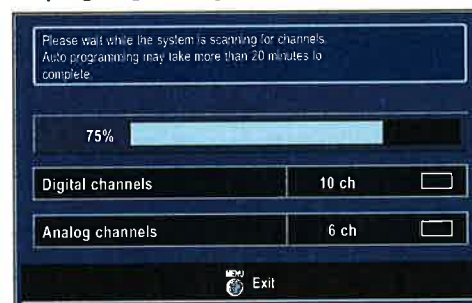 Please wait while the system is scanning for channels.
Auto programming may take more than 20 minutes to
complete.
75%
Digital channels 10 ch
Analog channels 6 ch
MENU
Exit